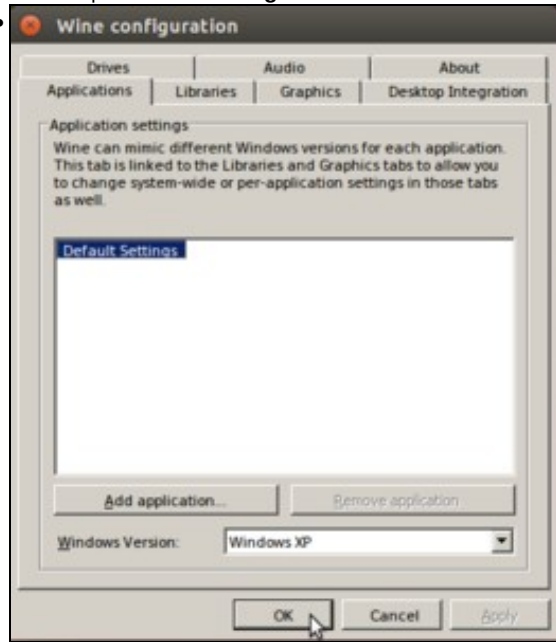 Wine configuration
Drives Audio About
Applications Libraries Graphics Desktop Integration
Application settings
Wine can mimic different Windows versions for each application.
This tab is linked to the Libraries and Graphics tabs to allow you
to change system-wide or per-application settings in those tabs
as well.
Default Settings
Add application... Remove application
Windows Version: Windows XP
OK Cancel Apply